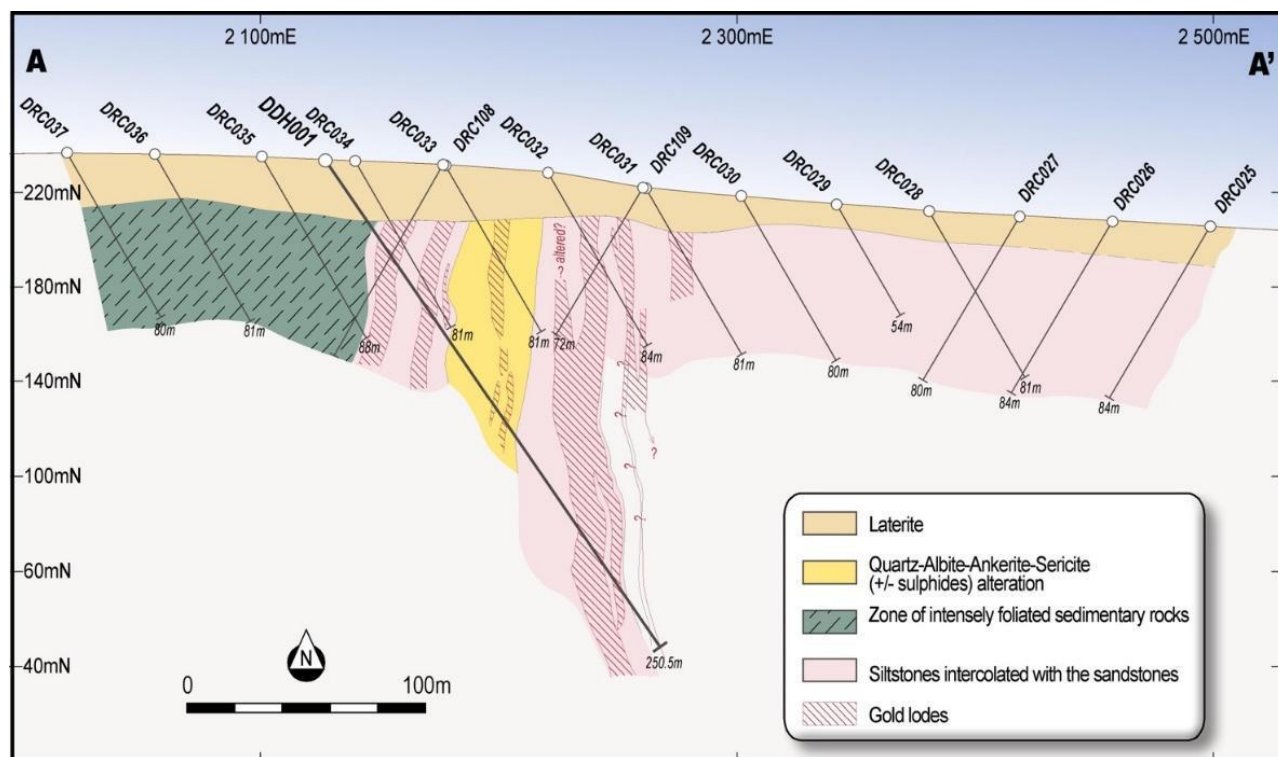 2 100mE
2 300mE
2 500mE
A
A'
DRC037
DRC036
DRC035
DDH001
DRC034
DRC033
DRC108
DRC032
DRC031
DRC109
DRC030
DRC029
DRC028
DRC027
DRC026
DRC025
220mN
180mN
140mN
100mN
60mN
40mN
80m
81m
88m
81m
81m
72m
84m
81m
80m
54m
80m
84m
81m
84m
250.5m
? altered?
?
?
?
?
?
N
0
100m
Laterite
Quartz-Albite-Ankerite-Sericite
(+/- sulphides) alteration
Zone of intensely foliated sedimentary rocks
Siltstones intercolated with the sandstones
Gold lodes